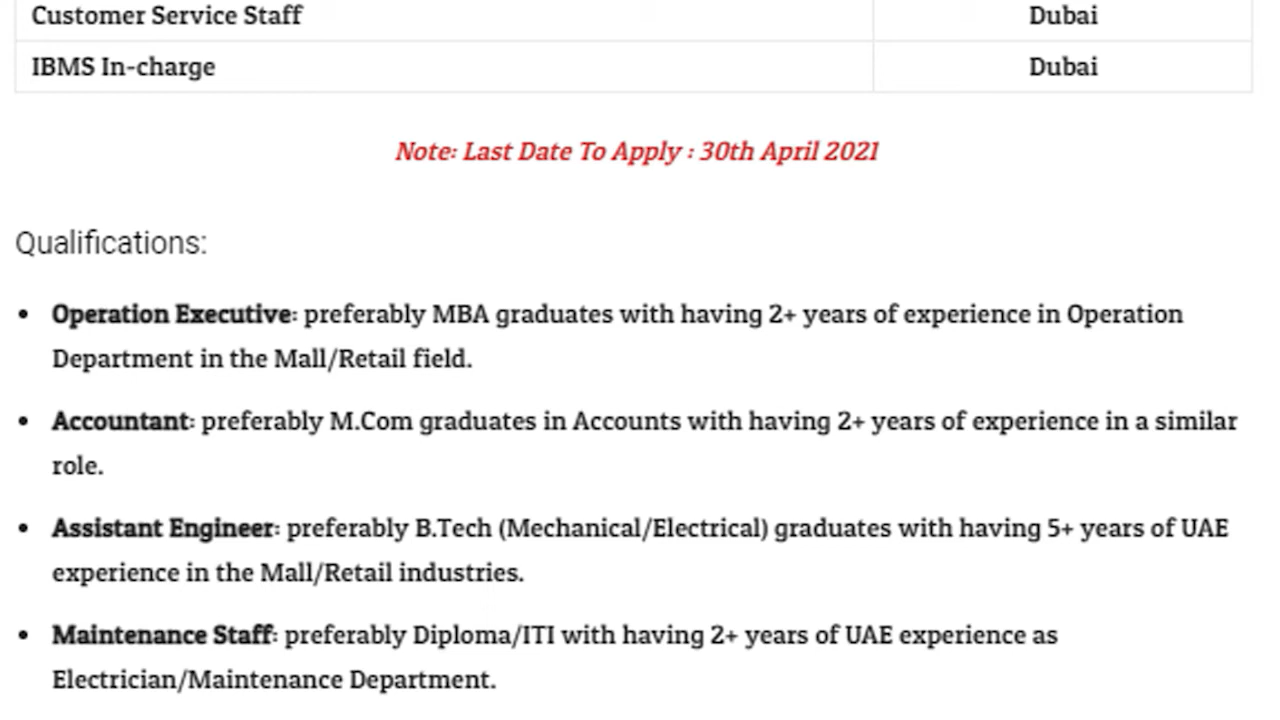 Customer Service Staff Dubai
IBMS In-charge Dubai
Note: Last Date To Apply : 30th April 2021
Qualifications:
• Operation Executive: preferably MBA graduates with having 2+ years of experience in Operation
Department in the Mall/Retail field.
• Accountant: preferably M.Com graduates in Accounts with having 2+ years of experience in a similar
role.
• Assistant Engineer: preferably B.Tech (Mechanical/Electrical) graduates with having 5+ years of UAE
experience in the Mall/Retail industries.
• Maintenance Staff: preferably Diploma/ITI with having 2+ years of UAE experience as
Electrician/Maintenance Department.